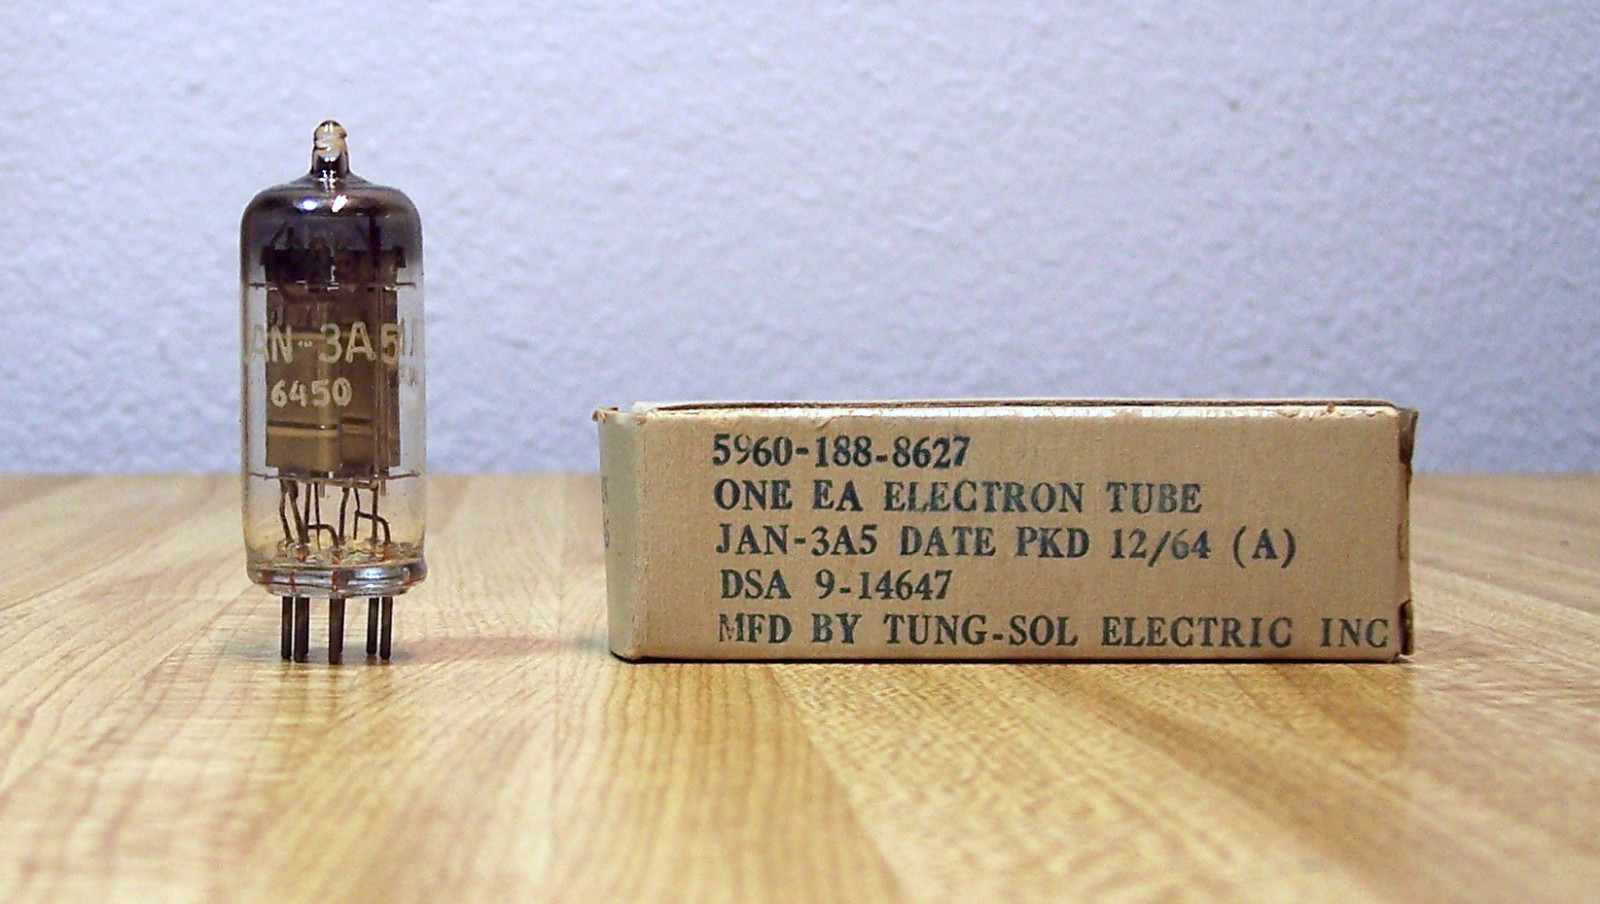 JAN-3A5
6450
5960-188-8627
ONE EA ELECTRON TUBE
JAN-3A5 DATE PKD 12/64 (A)
DSA 9-14647
MFD BY TUNG-SOL ELECTRIC INC